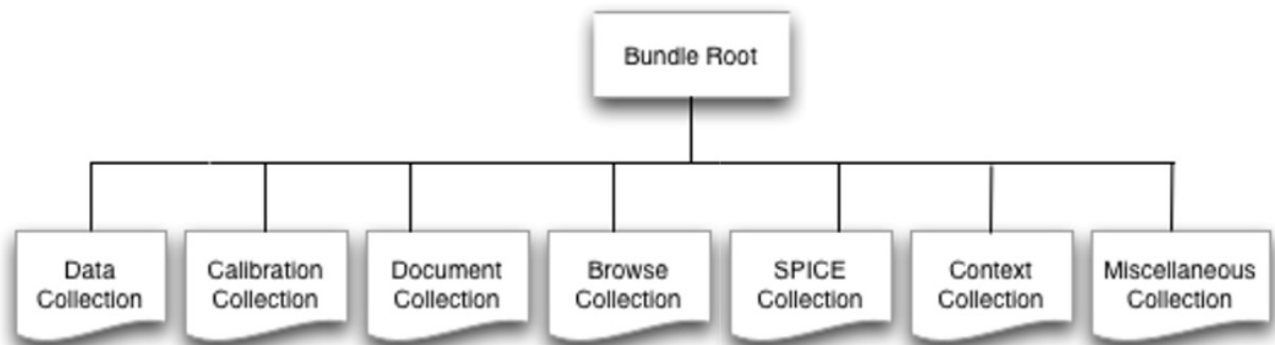 Bundle Root
Data
Collection
Calibration
Collection
Document
Collection
Browse
Collection
SPICE
Collection
Context
Collection
Miscellaneous
Collection